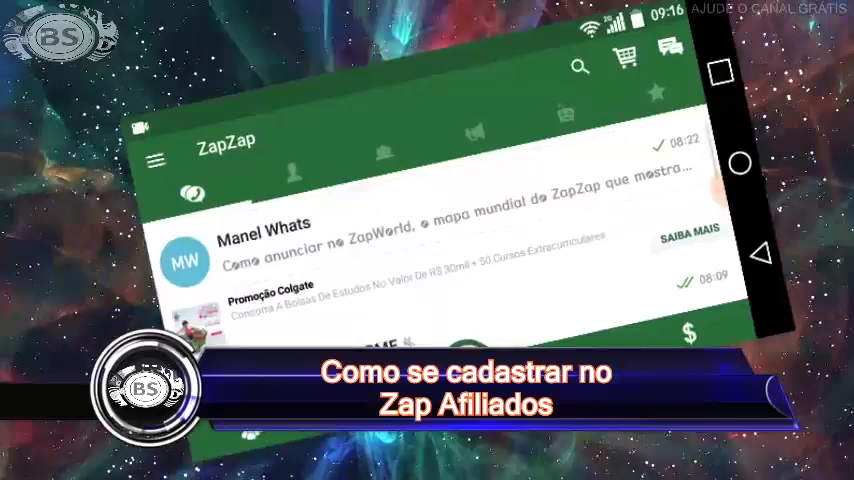 BS
AJUDE O CANAL GRÁTIS
2G
09:16
ZapZap
08:22
MW
Manel Whats
Como anunciar no ZapWorld, o mapa mundial do ZapZap que mostra...
Promoção Colgate
Concorra A Bolsas De Estudos No Valor De R$ 30mil + 50 Cursos Extracurriculares
SAIBA MAIS
08:09
$
BS
Como se cadastrar no
Zap Afiliados